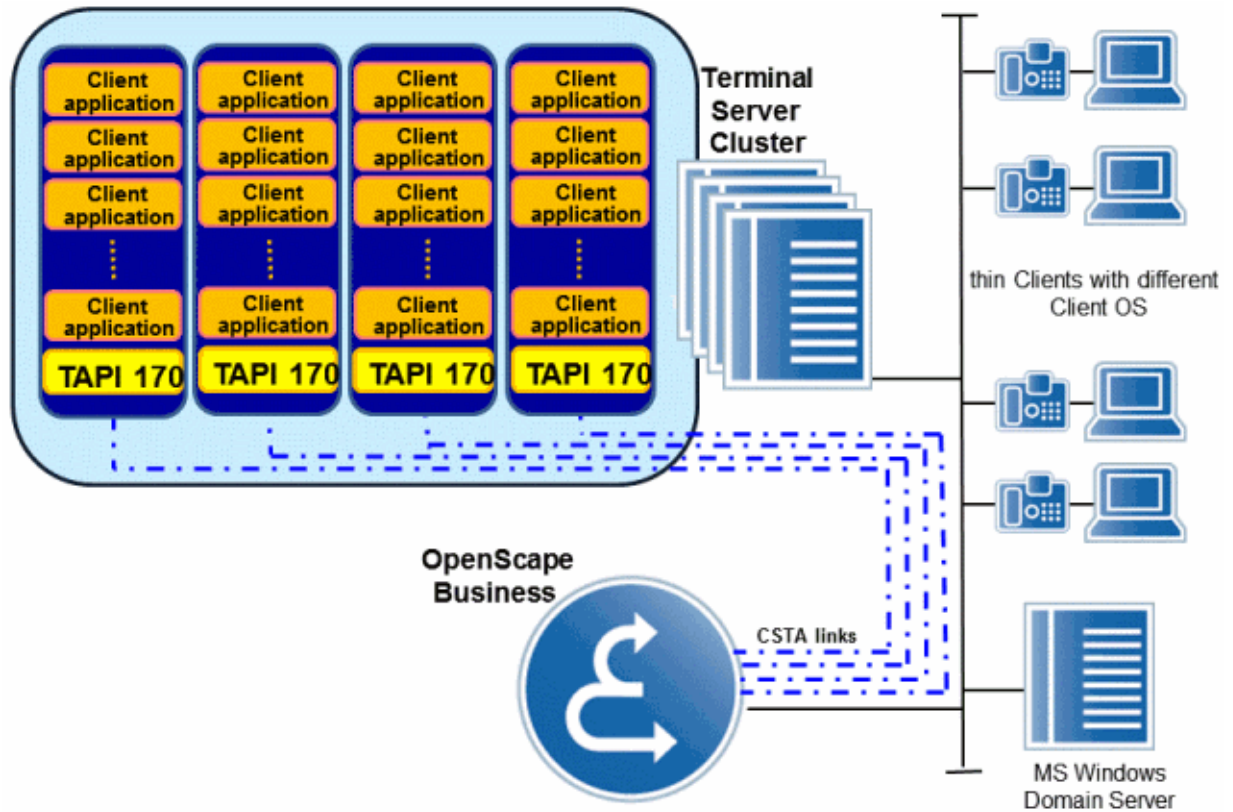 Client
application
Client
application
Client
application
Client
application
TAPI 170
Client
application
Client
application
Client
application
Client
application
TAPI 170
Client
application
Client
application
Client
application
Client
application
TAPI 170
Client
application
Client
application
Client
application
Client
application
TAPI 170
Terminal
Server
Cluster
thin Clients with different
Client OS
OpenScape
Business
CSTA links
MS Windows
Domain Server